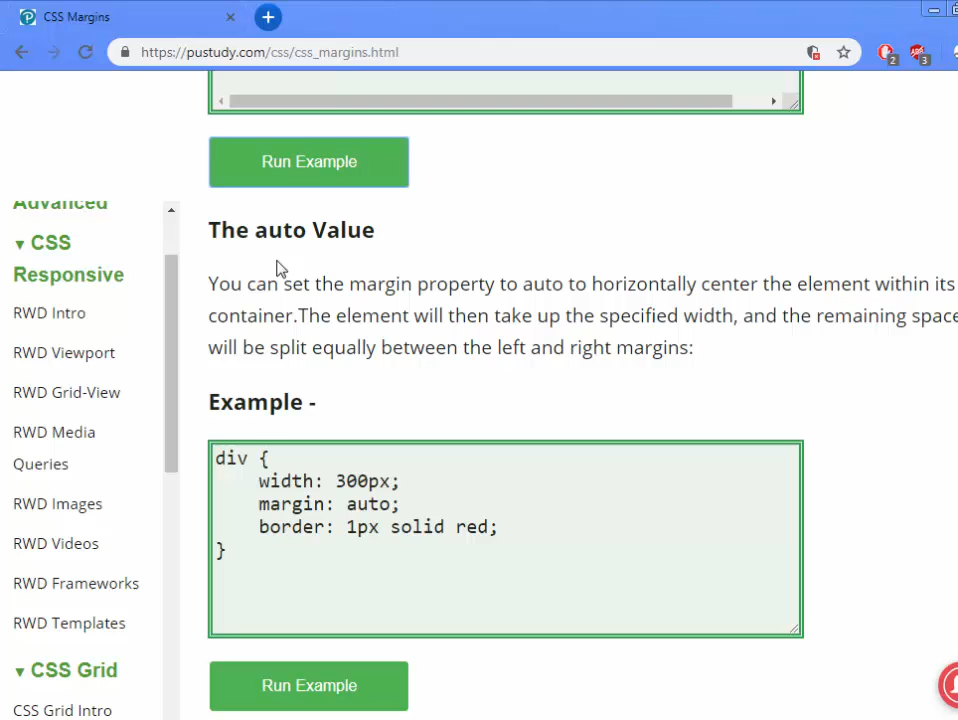 CSS Margins
https://pustudy.com/css/css_margins.html
2
ABP
3
Run Example
Advanced
▼ CSS
Responsive
RWD Intro
RWD Viewport
RWD Grid-View
RWD Media
Queries
RWD Images
RWD Videos
RWD Frameworks
RWD Templates
▼ CSS Grid
CSS Grid Intro
The auto Value
You can set the margin property to auto to horizontally center the element within its
container.The element will then take up the specified width, and the remaining space
will be split equally between the left and right margins:
Example -
div {
    width: 300px;
    margin: auto;
    border: 1px solid red;
}
Run Example